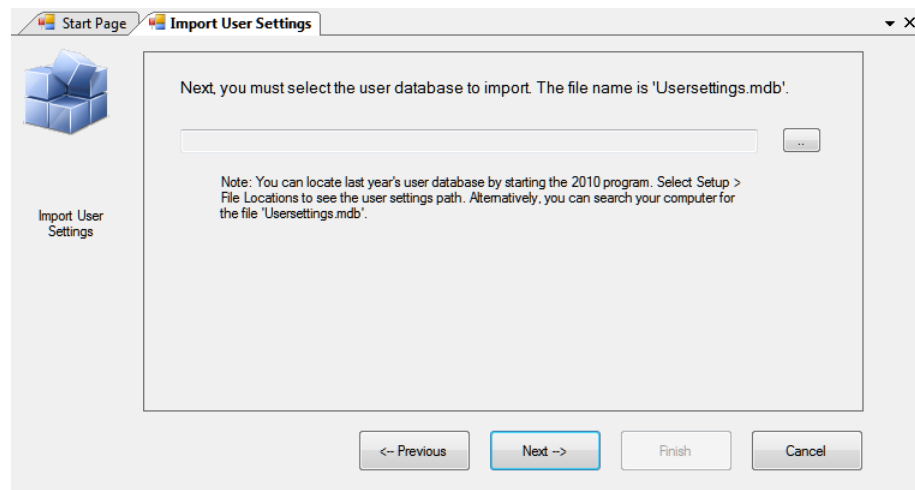 Start Page
Import User Settings
Next, you must select the user database to import. The file name is 'Usersettings.mdb'.
..
Note: You can locate last year's user database by starting the 2010 program. Select Setup >
File Locations to see the user settings path. Alternatively, you can search your computer for
the file 'Usersettings.mdb'.
Import User
Settings
<-- Previous
Next -->
Finish
Cancel